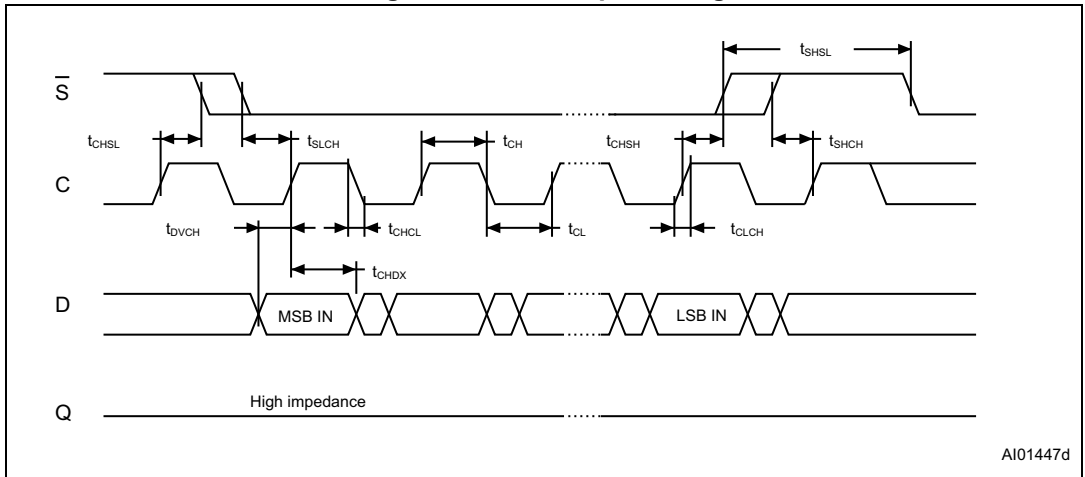 tSHSL
S
tCHSL
tSLCH
tCH
tCHSH
tSHCH
C
tDVCH
tCHCL
tCL
tCLCH
tCHDX
D
MSB IN
LSB IN
High impedance
Q
AI01447d